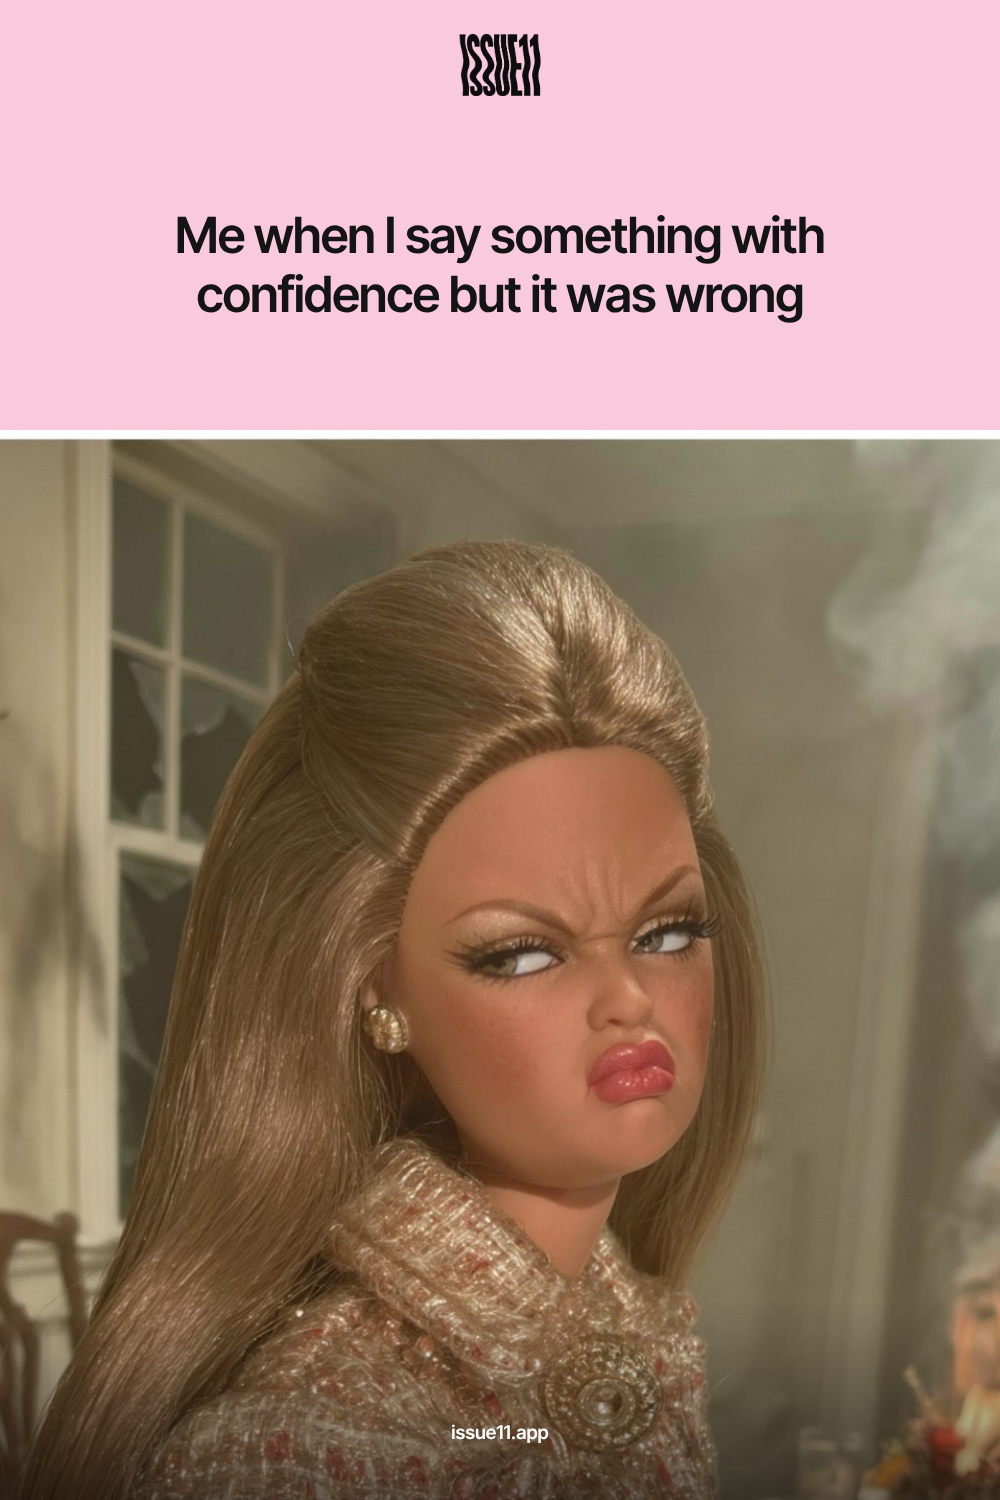 ISSUE11
Me when I say something with
confidence but it was wrong
issue11.app